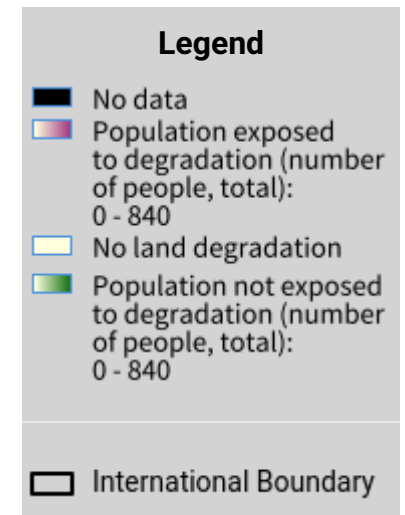 Legend
No data
Population exposed
to degradation (number
of people, total):
0 - 840
No land degradation
Population not exposed
to degradation (number
of people, total):
0 - 840
International Boundary